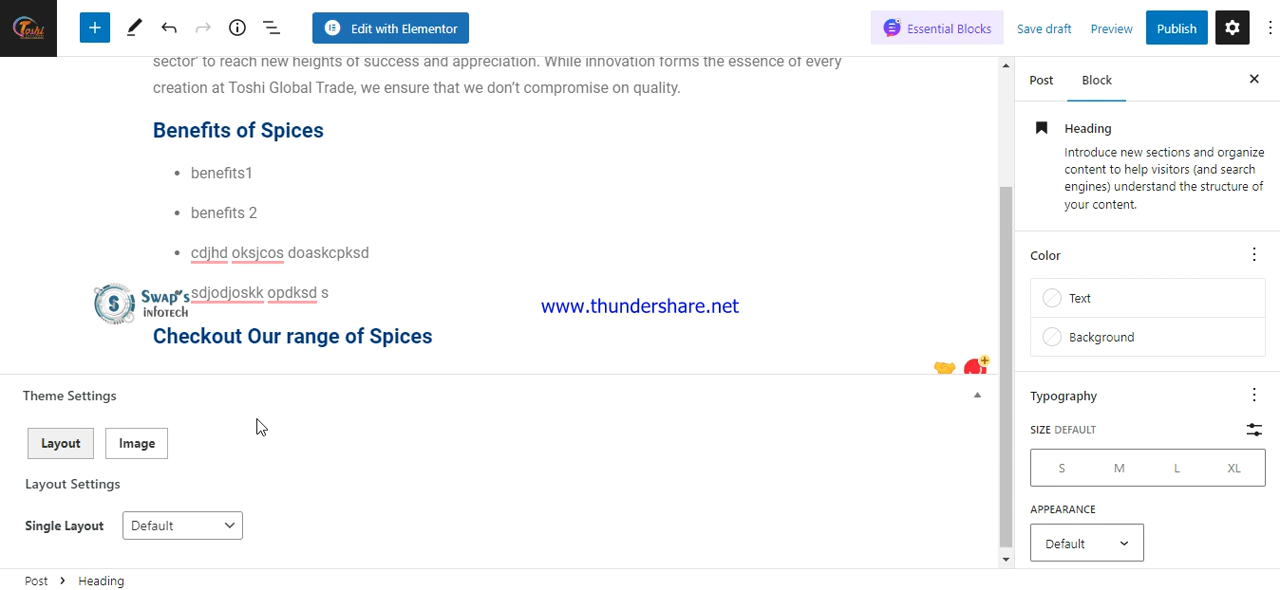 Toshi
Edit with Elementor
Essential Blocks
Save draft
Preview
Publish
sector' to reach new heights of success and appreciation. While innovation forms the essence of every
creation at Toshi Global Trade, we ensure that we don't compromise on quality.
Benefits of Spices
• benefits1
• benefits 2
• cdjhd oksjcos doaskcpksd
sdjodjoskk opdksd s
SWAP'S
INFOTECH
www.thundershare.net
Checkout Our range of Spices
Theme Settings
Layout
Image
Layout Settings
Single Layout
Default
Post > Heading
Post
Block
Heading
Introduce new sections and organize
content to help visitors (and search
engines) understand the structure of
your content.
Color
Text
Background
Typography
SIZE DEFAULT
S M L XL
APPEARANCE
Default